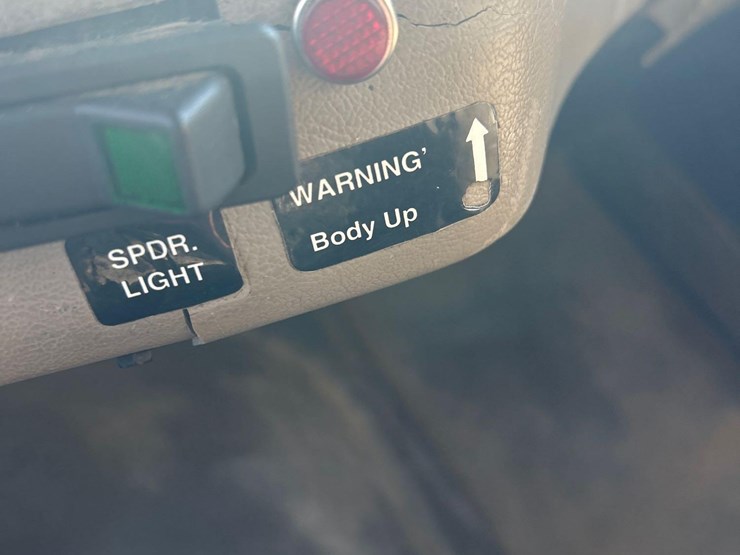 WARNING'
Body Up
SPDR.
LIGHT